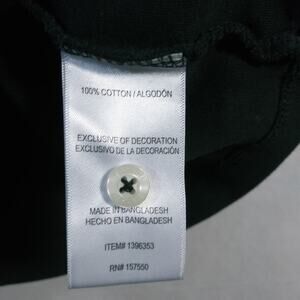 100% COTTON / ALGODÓN
EXCLUSIVE OF DECORATION
EXCLUSIVO DE LA DECORACIÓN
MADE IN BANGLADESH
HECHO EN BANGLADESH
ITEM# 1396353
RN# 157550